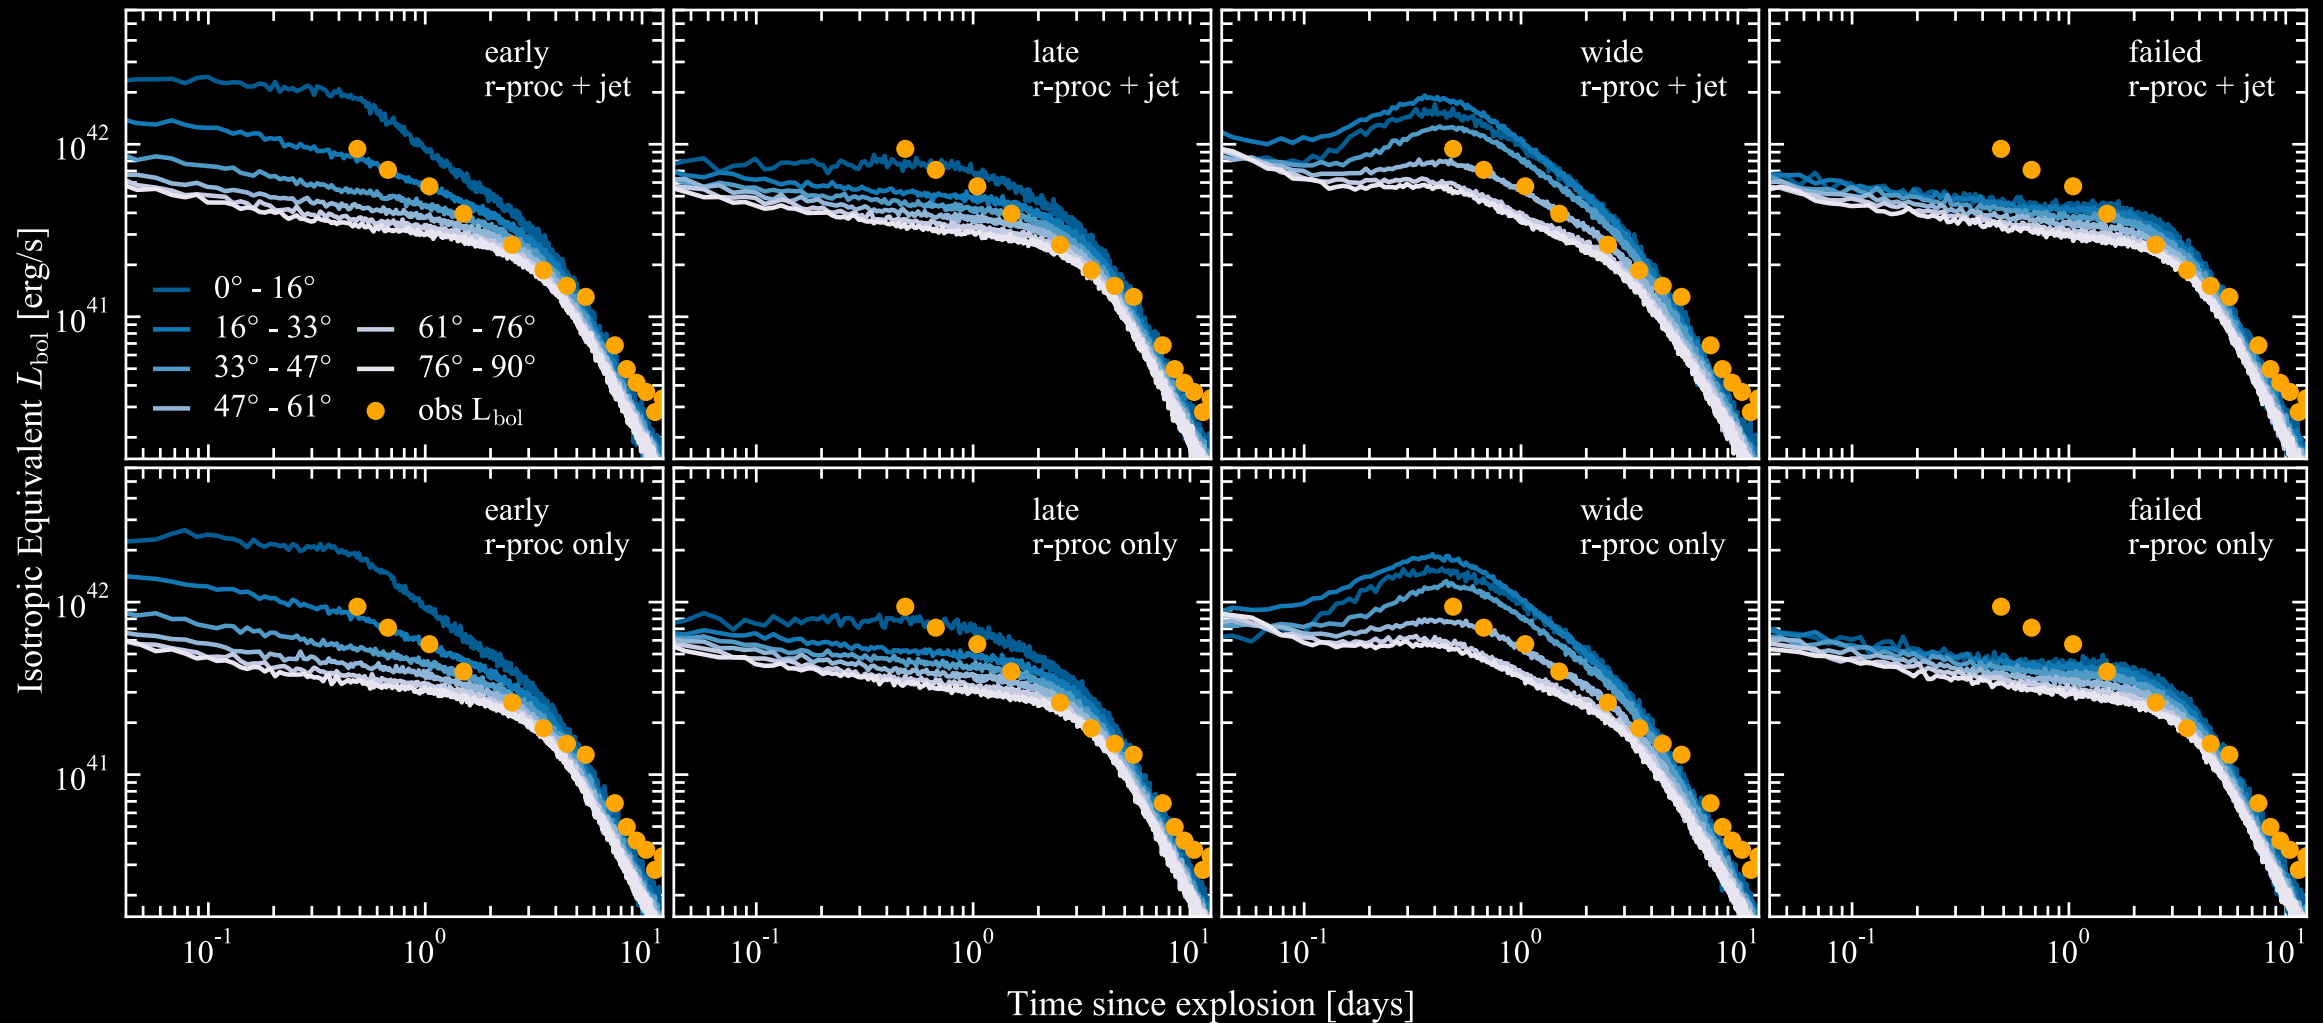 early
r-proc + jet
late
r-proc + jet
wide
r-proc + jet
failed
r-proc + jet
10^42
10^41
0° - 16°
16° - 33°
33° - 47°
47° - 61°
61° - 76°
76° - 90°
obs L_bol
Isotropic Equivalent L_bol [erg/s]
early
r-proc only
late
r-proc only
wide
r-proc only
failed
r-proc only
10^42
10^41
10^-1 10^0 10^1
10^-1 10^0 10^1
10^-1 10^0 10^1
10^-1 10^0 10^1
Time since explosion [days]